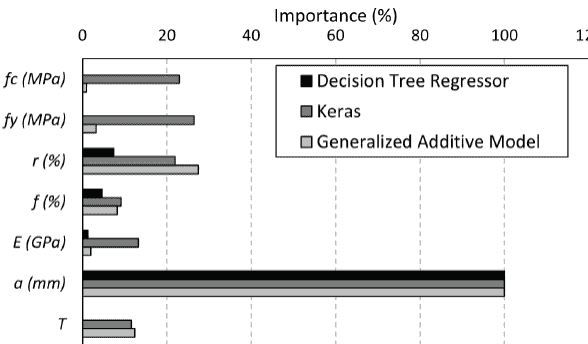 Importance (%)
0 20 40 60 80 100 12
fc (MPa)
fy (MPa)
r (%)
f (%)
E (GPa)
a (mm)
T
Decision Tree Regressor
Keras
Generalized Additive Model